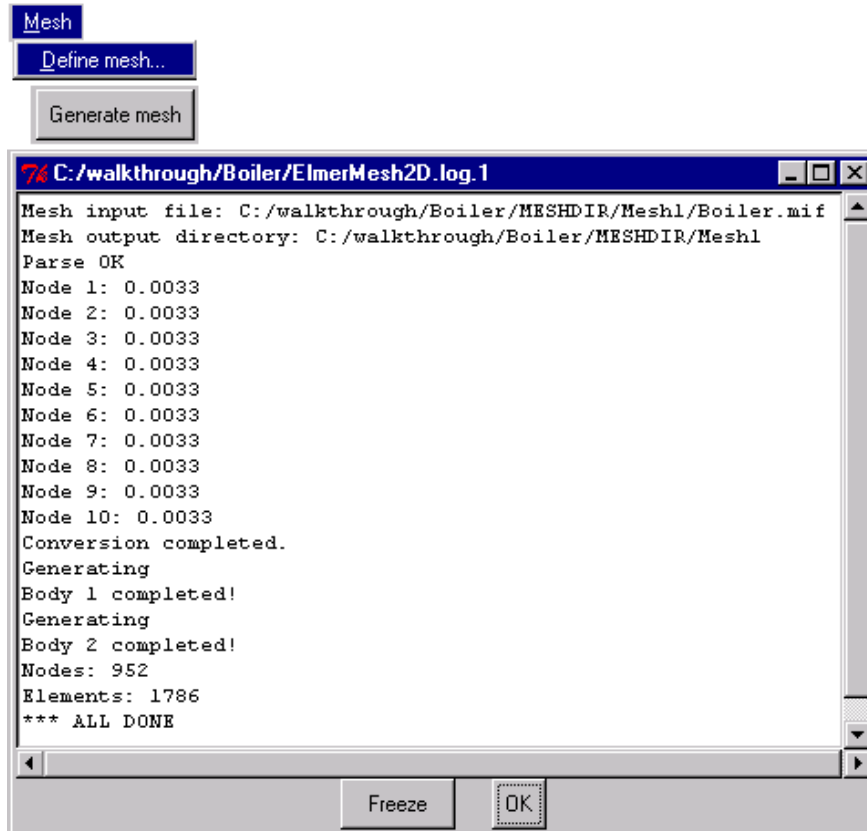 Mesh
Define mesh...
Generate mesh
C:/walkthrough/Boiler/ElmerMesh2D.log.1
Mesh input file: C:/walkthrough/Boiler/MESHDIR/Mesh1/Boiler.mif
Mesh output directory: C:/walkthrough/Boiler/MESHDIR/Mesh1
Parse OK
Node 1: 0.0033
Node 2: 0.0033
Node 3: 0.0033
Node 4: 0.0033
Node 5: 0.0033
Node 6: 0.0033
Node 7: 0.0033
Node 8: 0.0033
Node 9: 0.0033
Node 10: 0.0033
Conversion completed.
Generating
Body 1 completed!
Generating
Body 2 completed!
Nodes: 952
Elements: 1786
*** ALL DONE
Freeze OK